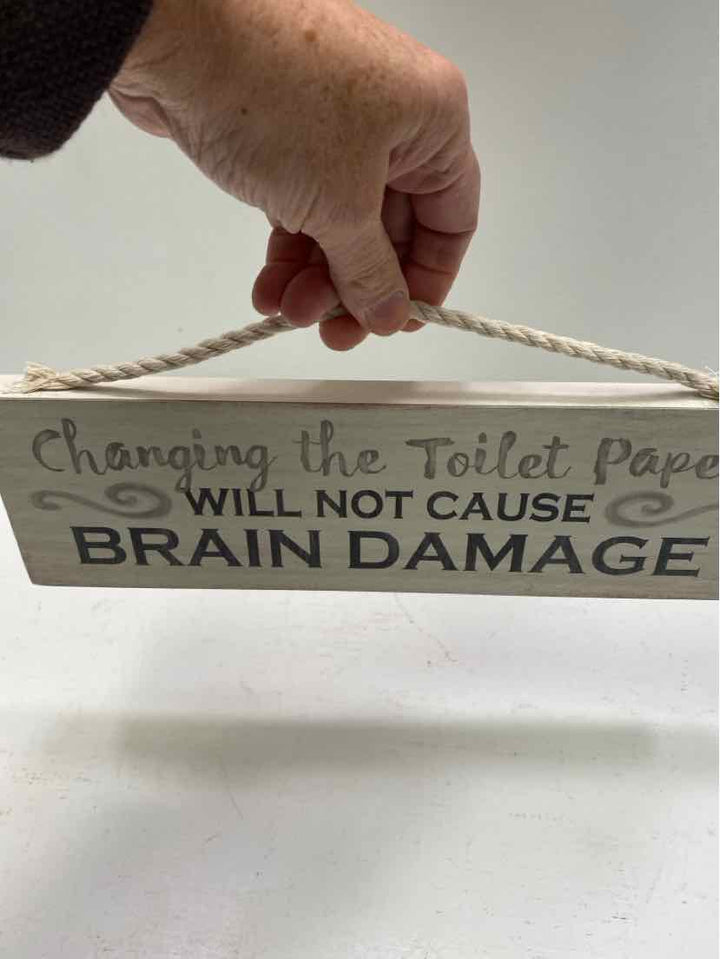 Changing the Toilet Pape
WILL NOT CAUSE
BRAIN DAMAGE